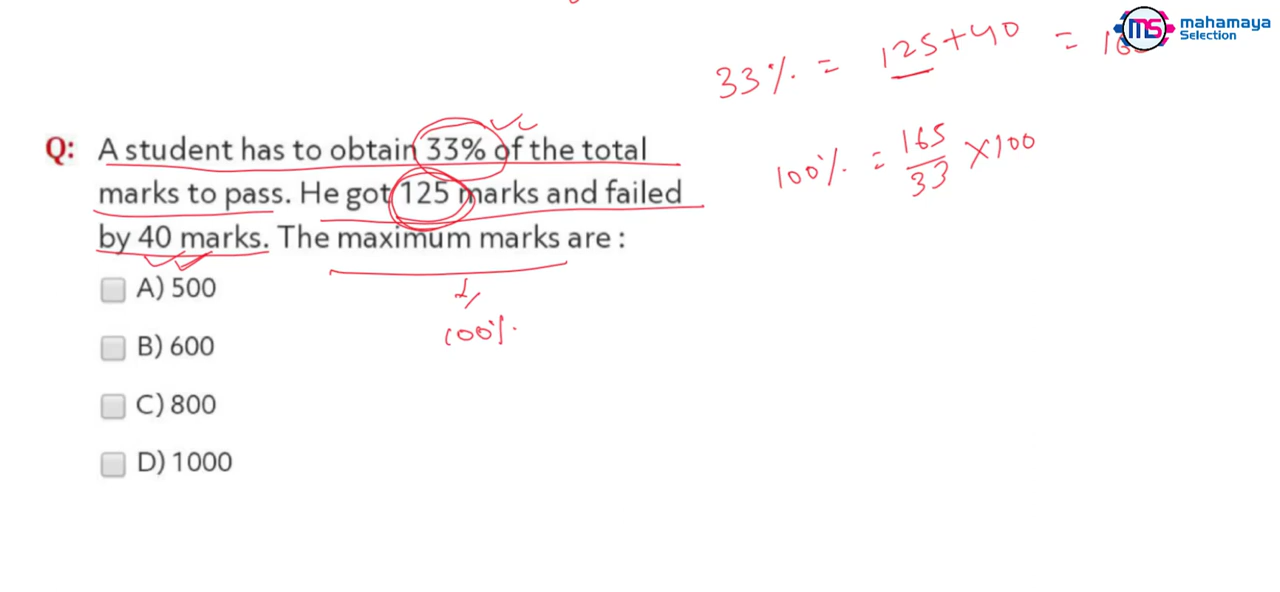 mahamaya
Selection
MS
33% = 125+40 = 16
Q: A student has to obtain 33% of the total
marks to pass. He got 125 marks and failed
by 40 marks. The maximum marks are :
100% = 165/33 × 100
A) 500
100%.
B) 600
C) 800
D) 1000